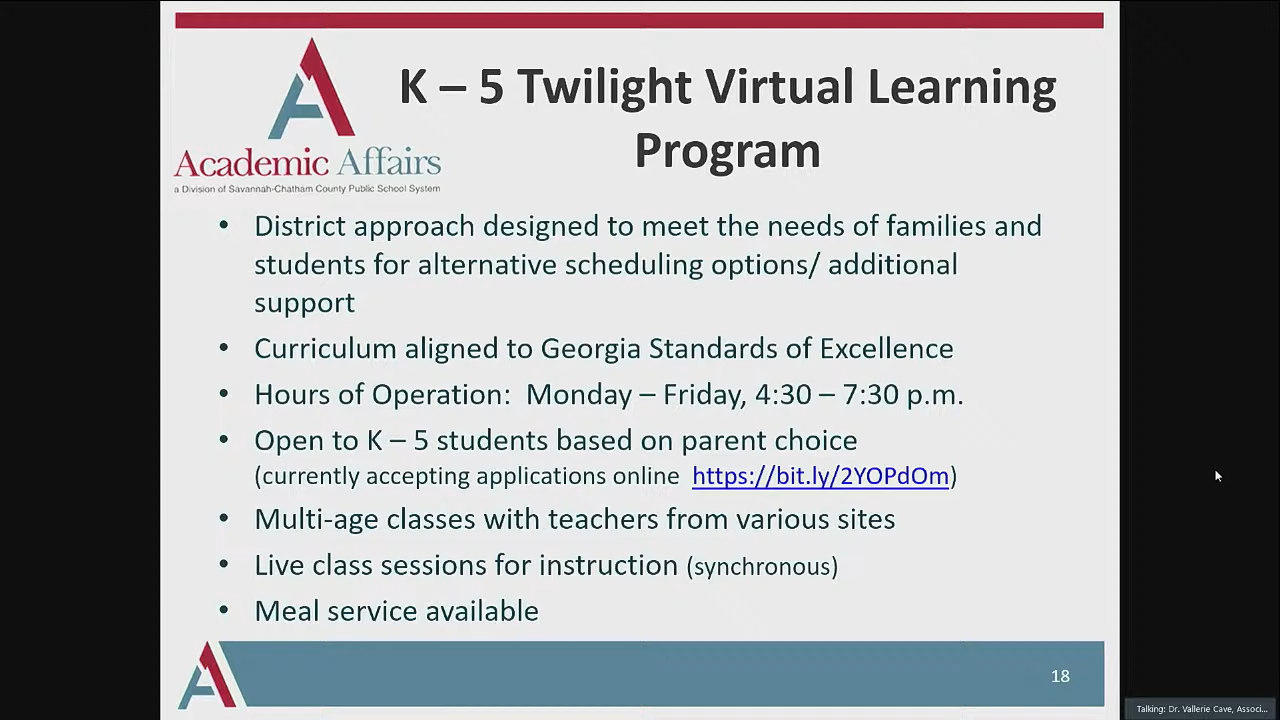 K – 5 Twilight Virtual Learning
Program
Academic Affairs
a Division of Savannah-Chatham County Public School System
• District approach designed to meet the needs of families and
students for alternative scheduling options/ additional
support
• Curriculum aligned to Georgia Standards of Excellence
• Hours of Operation:  Monday – Friday, 4:30 – 7:30 p.m.
• Open to K – 5 students based on parent choice
(currently accepting applications online  https://bit.ly/2YOPdOm)
• Multi-age classes with teachers from various sites
• Live class sessions for instruction (synchronous)
• Meal service available
18
Talking: Dr. Vallerie Cave, Associ...